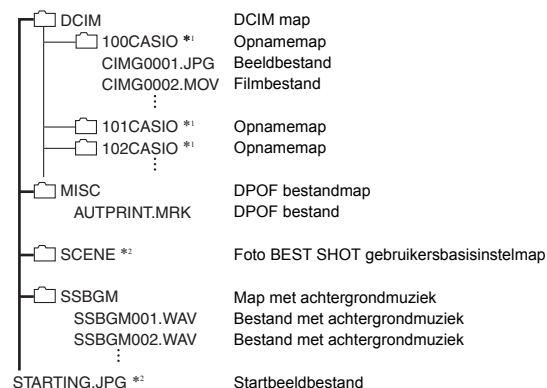 DCIM DCIM map
100CASIO *1 Opnamemap
CIMG0001.JPG Beeldbestand
CIMG0002.MOV Filmbestand
101CASIO *1 Opnamemap
102CASIO *1 Opnamemap
MISC DPOF bestandmap
AUTPRINT.MRK DPOF bestand
SCENE *2 Foto BEST SHOT gebruikersbasisinstelmap
SSBGM Map met achtergrondmuziek
SSBGM001.WAV Bestand met achtergrondmuziek
SSBGM002.WAV Bestand met achtergrondmuziek
STARTING.JPG *2 Startbeeldbestand